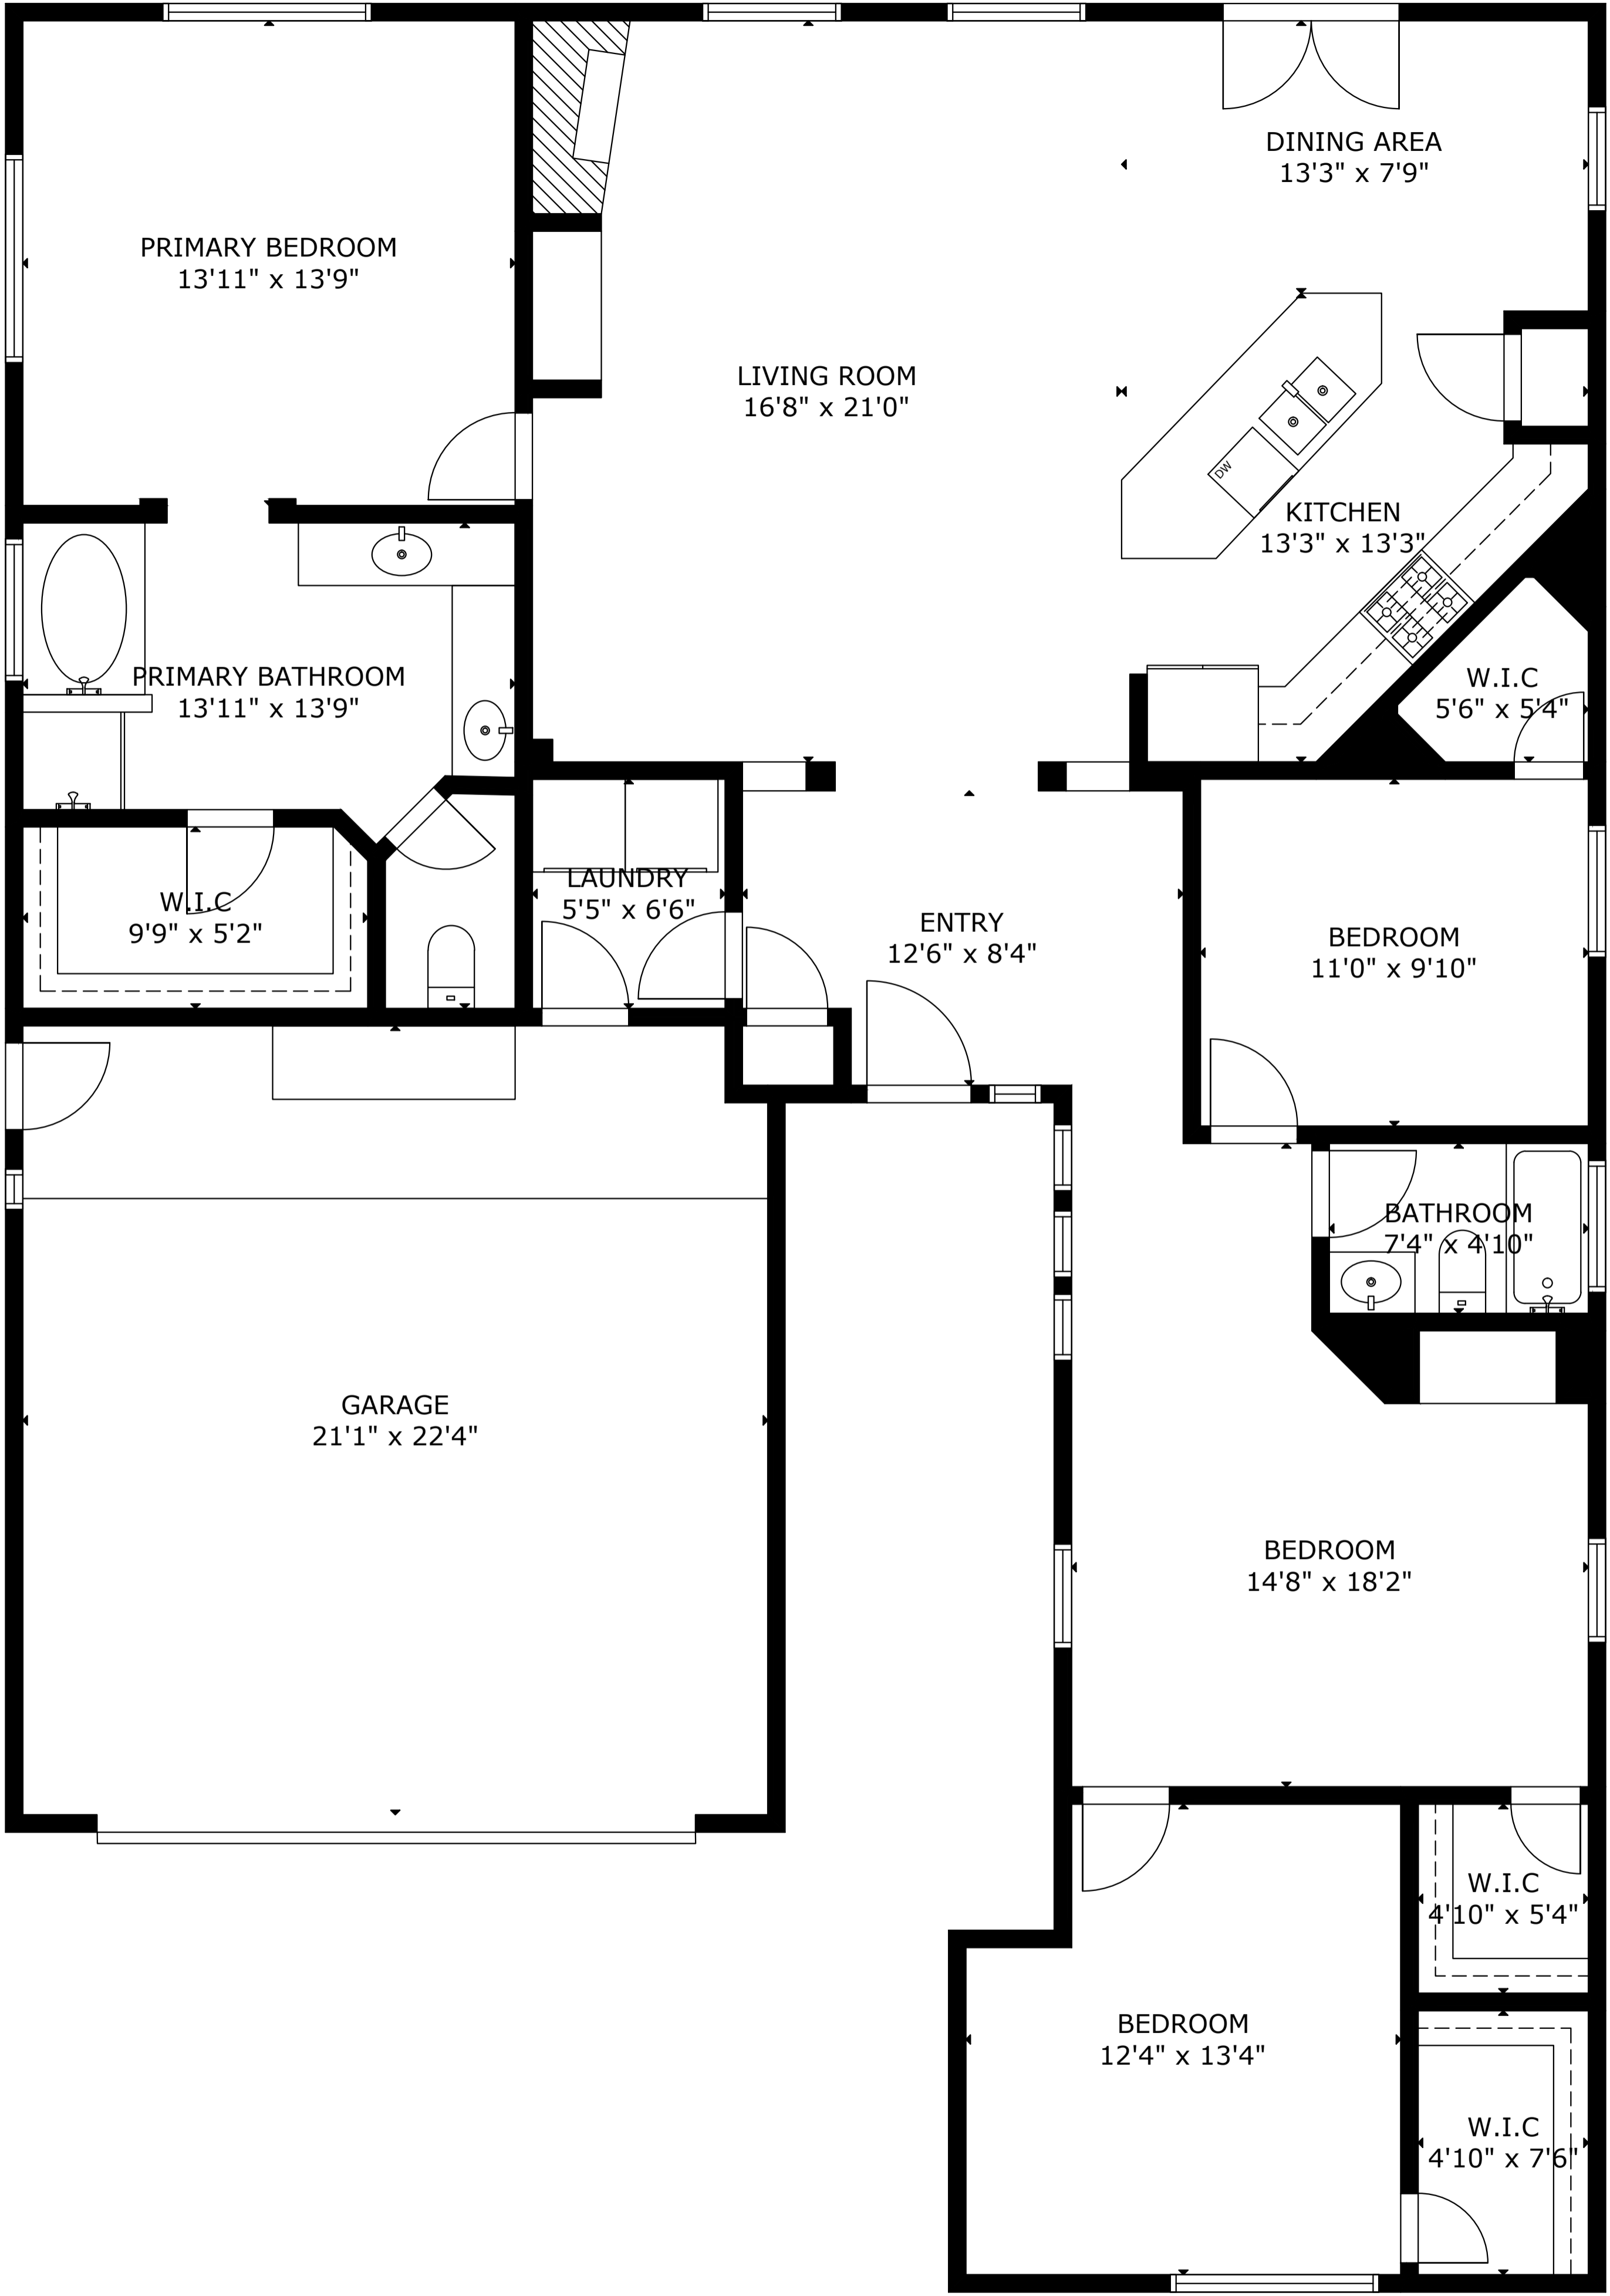 DINING AREA
13'3" x 7'9"
PRIMARY BEDROOM
13'11" x 13'9"
LIVING ROOM
16'8" x 21'0"
DW
KITCHEN
13'3" x 13'3"
PRIMARY BATHROOM
13'11" x 13'9"
W.I.C
5'6" x 5'4"
W.I.C
9'9" x 5'2"
LAUNDRY
5'5" x 6'6"
ENTRY
12'6" x 8'4"
BEDROOM
11'0" x 9'10"
BATHROOM
7'4" x 4'10"
GARAGE
21'1" x 22'4"
BEDROOM
14'8" x 18'2"
W.I.C
4'10" x 5'4"
BEDROOM
12'4" x 13'4"
W.I.C
4'10" x 7'6"